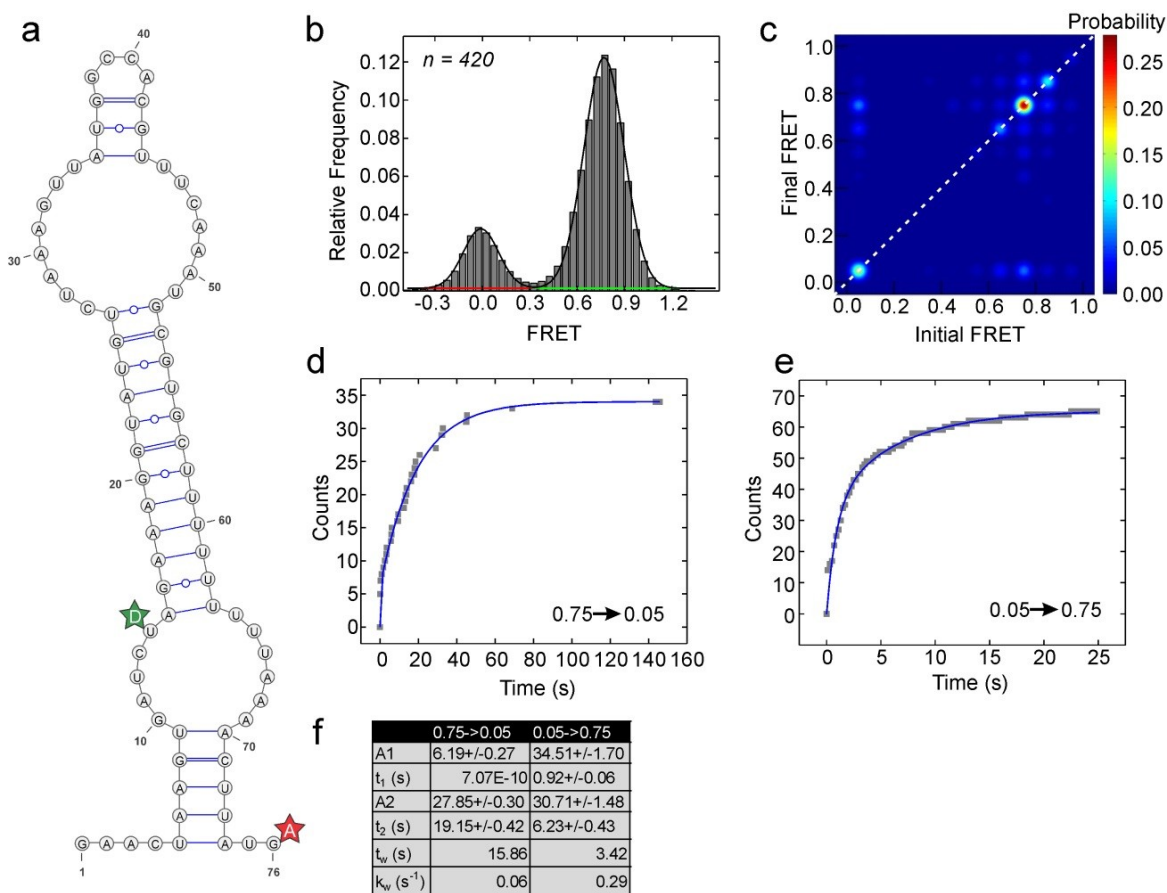 a
GAACUAAGUGAUCUAGAAAGGUAUGUCUAAAGUUAUGGCCACGUUUCAAAUGCGUGCUUUUUUUUUAAAACUUAUG
1
10
20
30
40
50
60
70
76
D
A
b
n = 420
Relative Frequency
0.12
0.10
0.08
0.06
0.04
0.02
0.00
-0.3 0.0 0.3 0.6 0.9 1.2
FRET
c
Probability
Final FRET
1.0
0.8
0.6
0.4
0.2
0.0
0.0 0.2 0.4 0.6 0.8 1.0
Initial FRET
0.25
0.20
0.15
0.10
0.05
0.00
d
Counts
35
30
25
20
15
10
5
0
0.75 0.05
0 20 40 60 80 100 120 140 160
Time (s)
e
Counts
70
60
50
40
30
20
10
0
0.05 0.75
0 5 10 15 20 25
Time (s)
f
0.75->0.05 0.05->0.75
A1 6.19+/-0.27 34.51+/-1.70
t1 (s) 7.07E-10 0.92+/-0.06
A2 27.85+/-0.30 30.71+/-1.48
t2 (s) 19.15+/-0.42 6.23+/-0.43
tw (s) 15.86 3.42
kw (s-1) 0.06 0.29